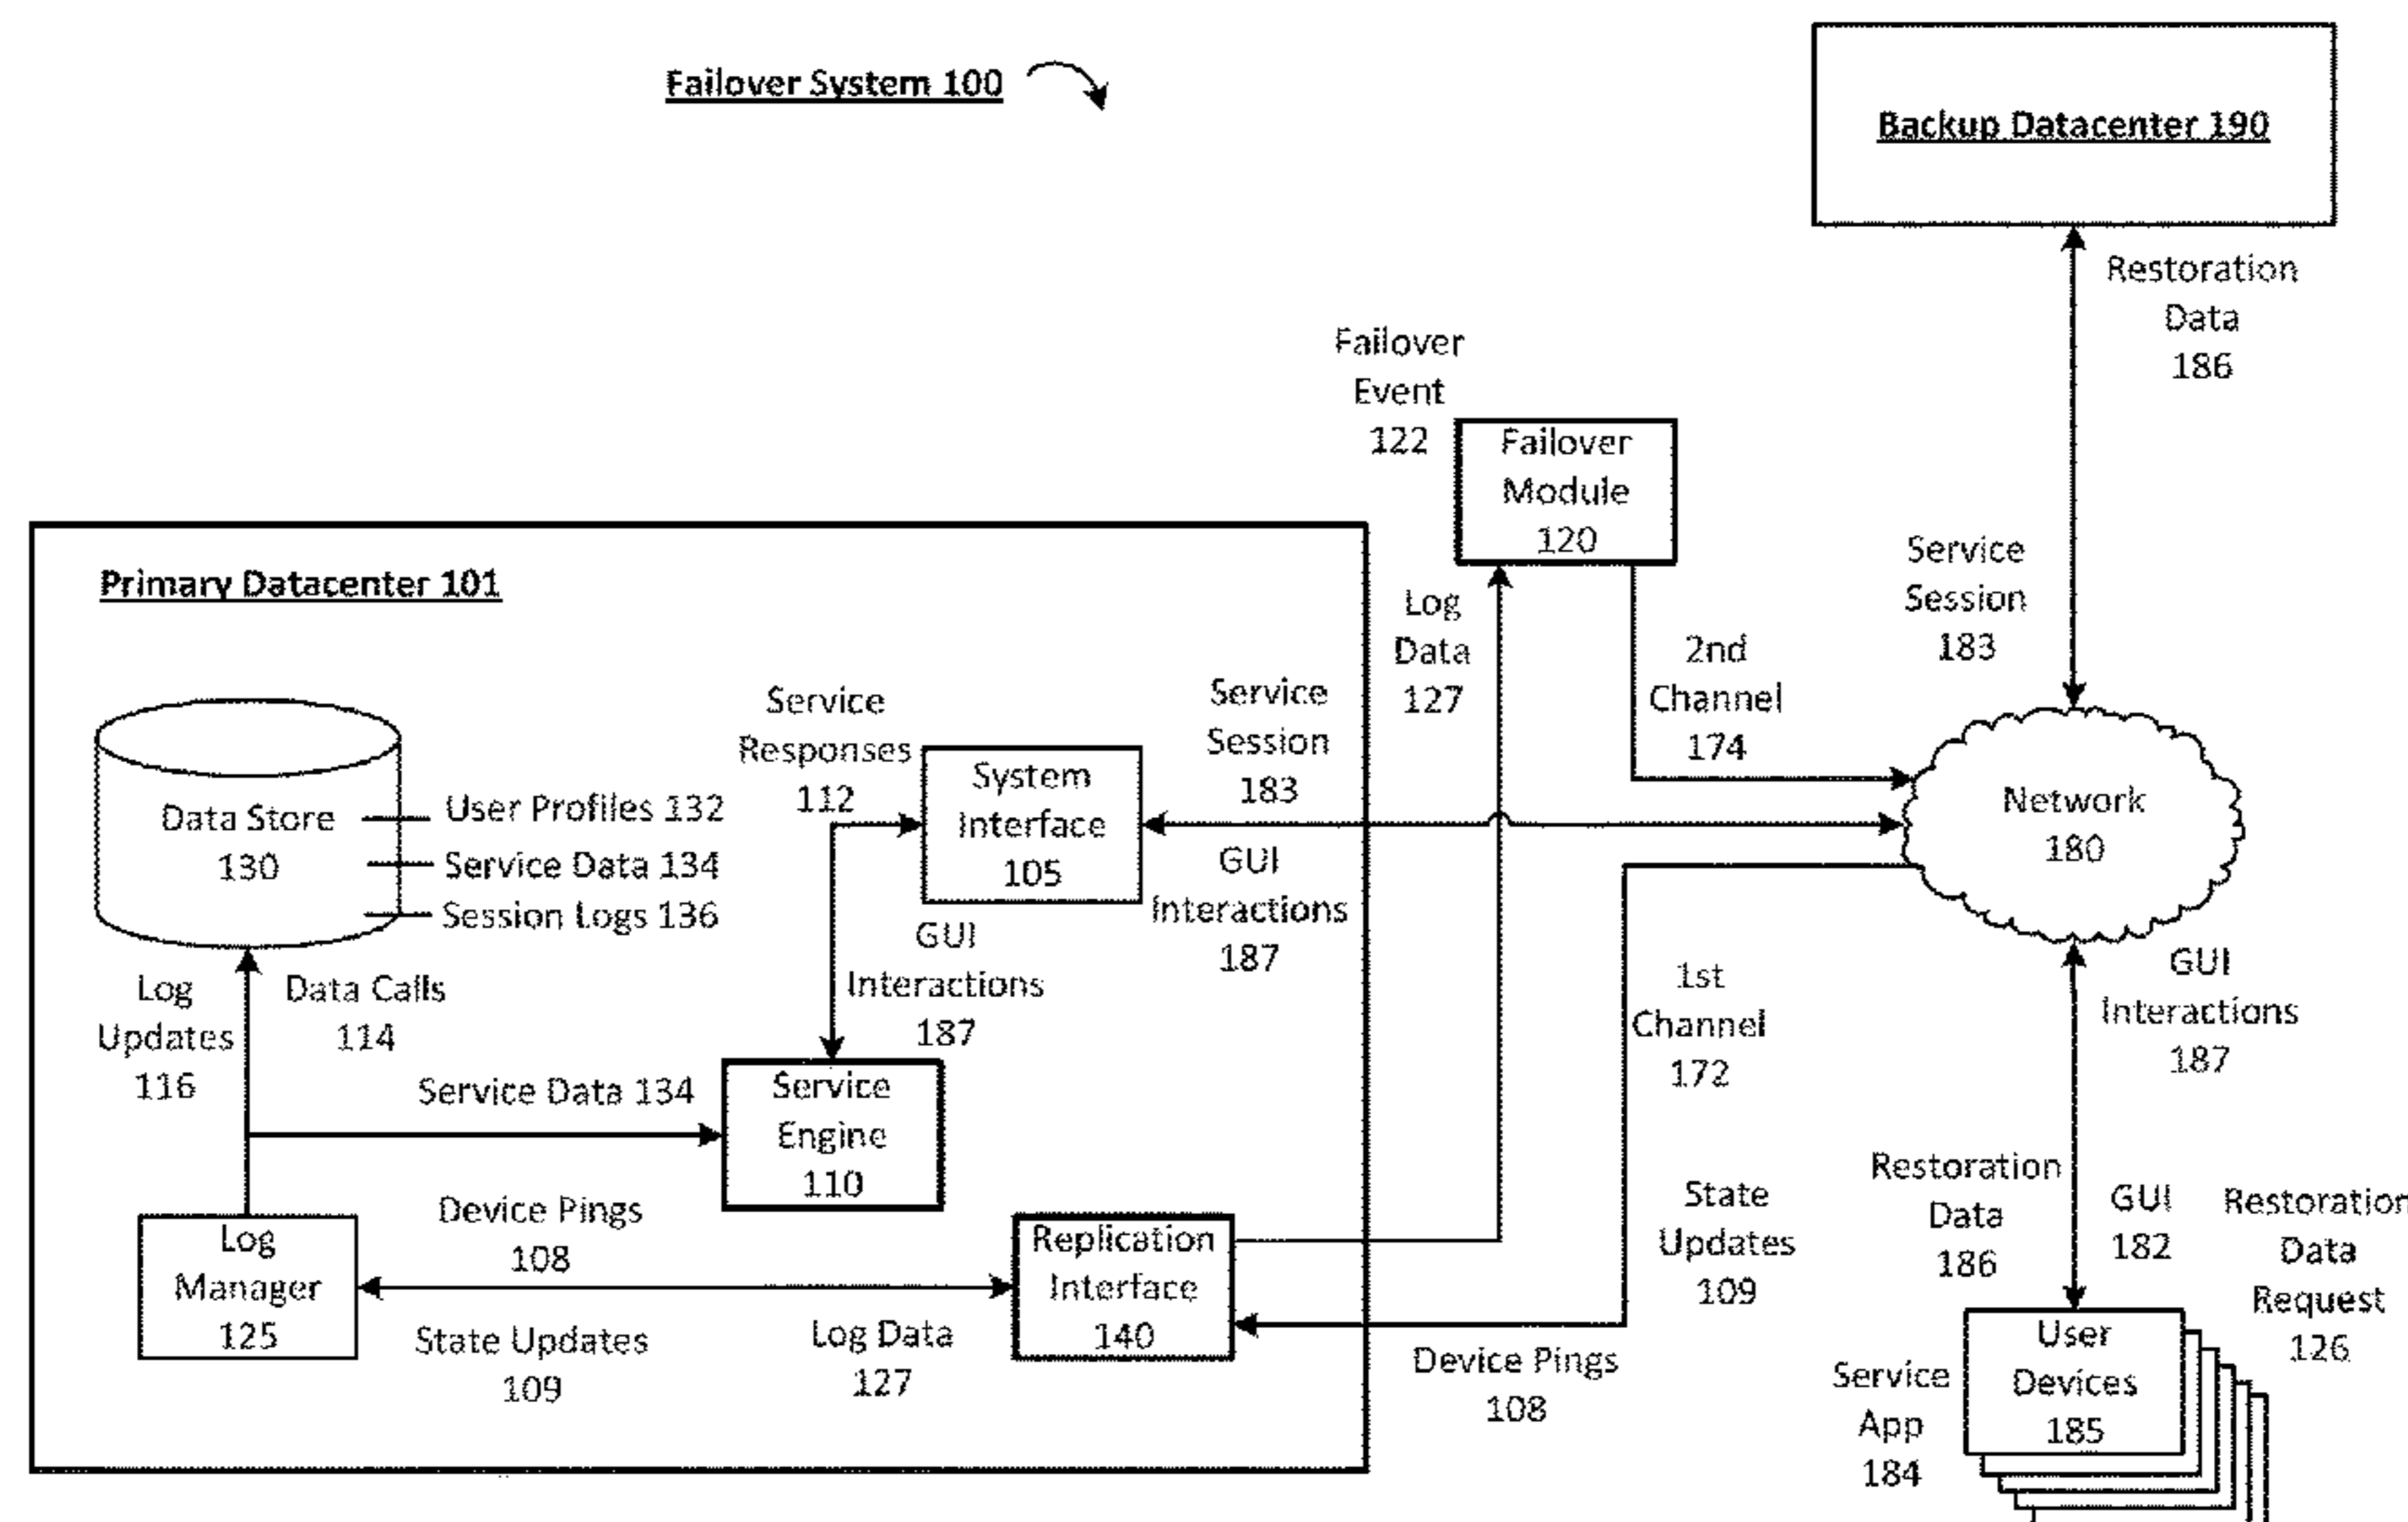 Failover System 100
Backup Datacenter 190
Restoration
Data
186
Failover
Event
122
Failover
Module
120
Service
Session
183
Primary Datacenter 101
Log
Data
127
2nd
Channel
174
Service
Responses
112
System
Interface
105
Service
Session
183
GUI
Interactions
187
Network
180
Data Store
130
User Profiles 132
Service Data 134
Session Logs 136
Log
Updates
116
Data Calls
114
GUI
Interactions
187
1st
Channel
172
GUI
Interactions
187
Service Data 134
Service
Engine
110
Device Pings
108
Log
Manager
125
State Updates
109
Log Data
127
Replication
Interface
140
State
Updates
109
Device Pings
108
Restoration
Data
186
GUI
182
Restoration
Data
Request
126
Service
App
184
User
Devices
185